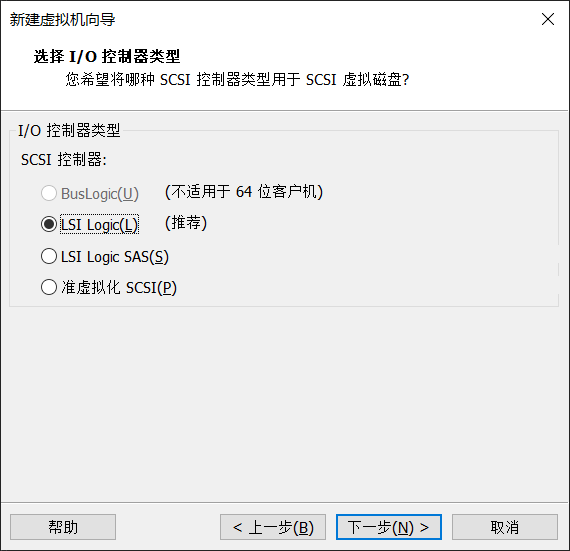 新建虚拟机向导
选择 I/O 控制器类型
您希望将哪种 SCSI 控制器类型用于 SCSI 虚拟磁盘?
I/O 控制器类型
SCSI 控制器:
BusLogic(U) (不适用于 64 位客户机)
LSI Logic(L) (推荐)
LSI Logic SAS(S)
准虚拟化 SCSI(P)
帮助 < 上一步(B) 下一步(N) > 取消